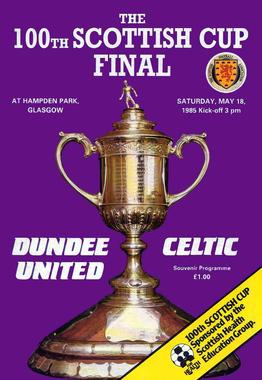 THE
100TH SCOTTISH CUP
FINAL
AT HAMPDEN PARK,
GLASGOW
SATURDAY, MAY 18,
1985 Kick-off 3 pm
DUNDEE
UNITED
CELTIC
Souvenir Programme
£1.00
100th SCOTTISH CUP
Sponsored by the
Scottish Health
Education Group.